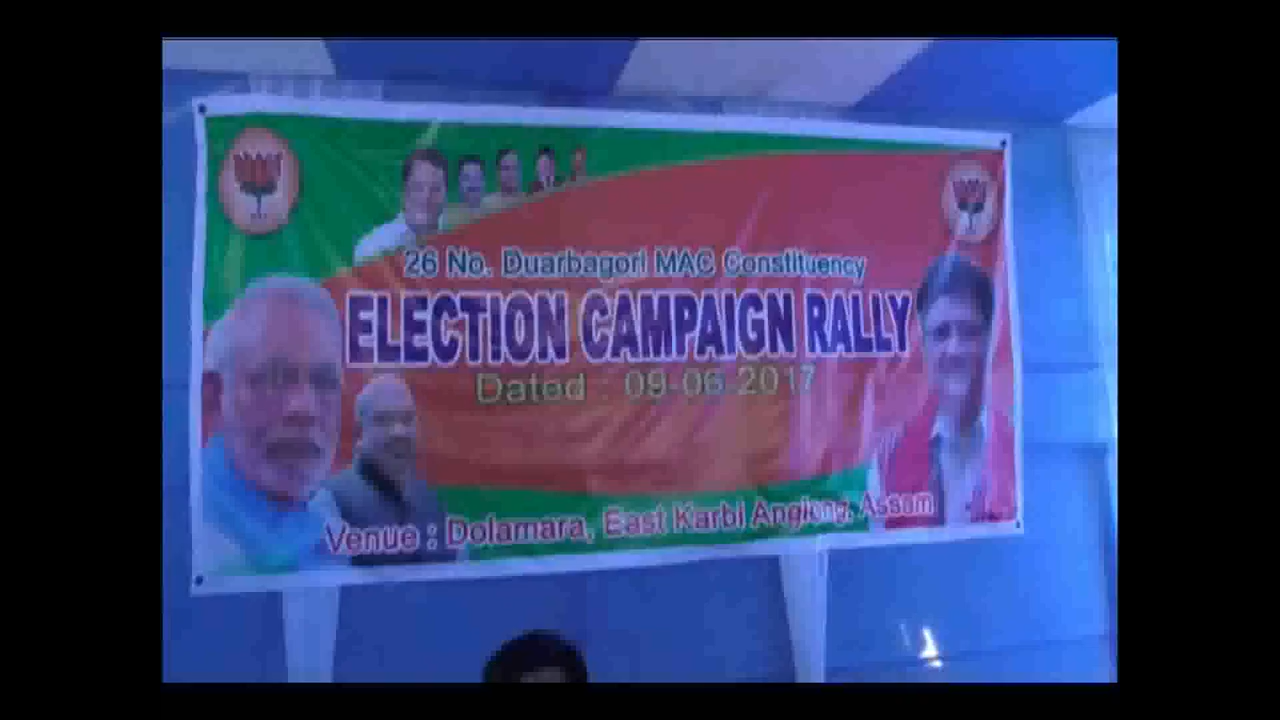 26 No. Duarbagori MAC Constituency
ELECTION CAMPAIGN RALLY
Dated : 09-06-2017
Venue : Dolamara, East Karbi Anglong, Assam